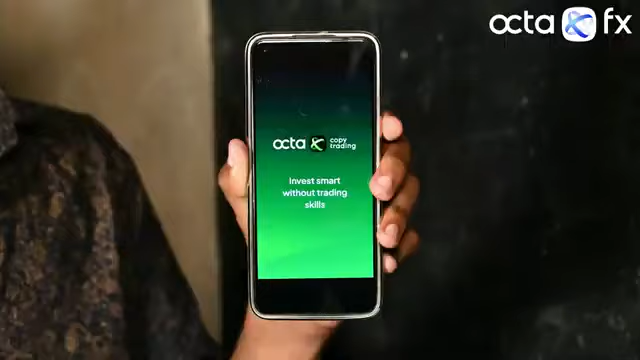 octa fx
octa copy
trading
Invest smart
without trading
skills